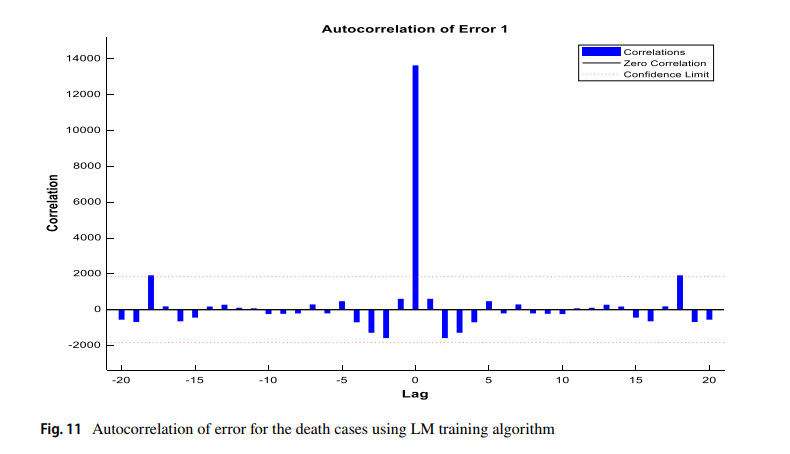 Autocorrelation of Error 1
Correlations
Zero Correlation
Confidence Limit
14000
12000
10000
8000
6000
4000
2000
0
-2000
Correlation
-20
-15
-10
-5
0
5
10
15
20
Lag
Fig. 11 Autocorrelation of error for the death cases using LM training algorithm